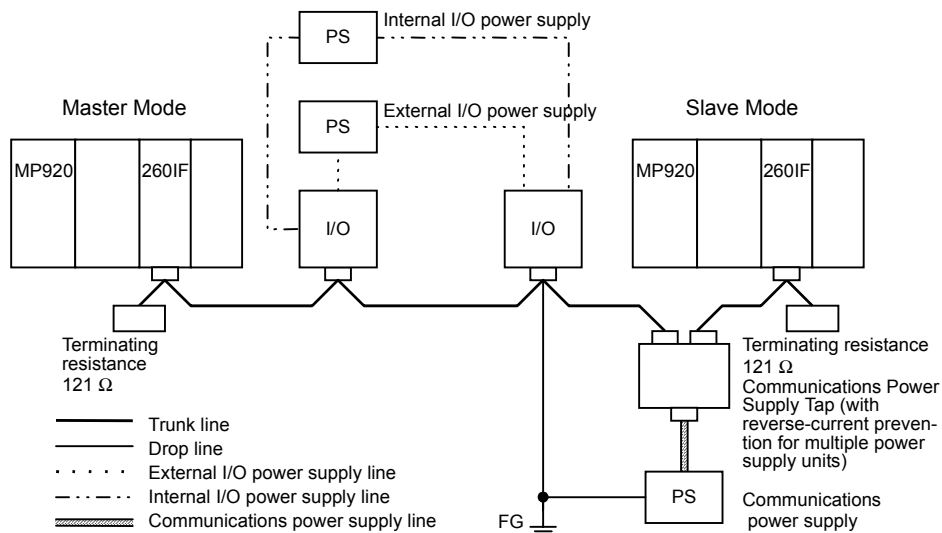 PS
Internal I/O power supply
Master Mode
PS
External I/O power supply
Slave Mode
MP920
260IF
I/O
I/O
MP920
260IF
Terminating
resistance
121 Ω
Terminating resistance
121 Ω
Communications Power
Supply Tap (with
reverse-current preven-
tion for multiple power
supply units)
Trunk line
Drop line
External I/O power supply line
Internal I/O power supply line
Communications power supply line
FG
PS
Communications
power supply